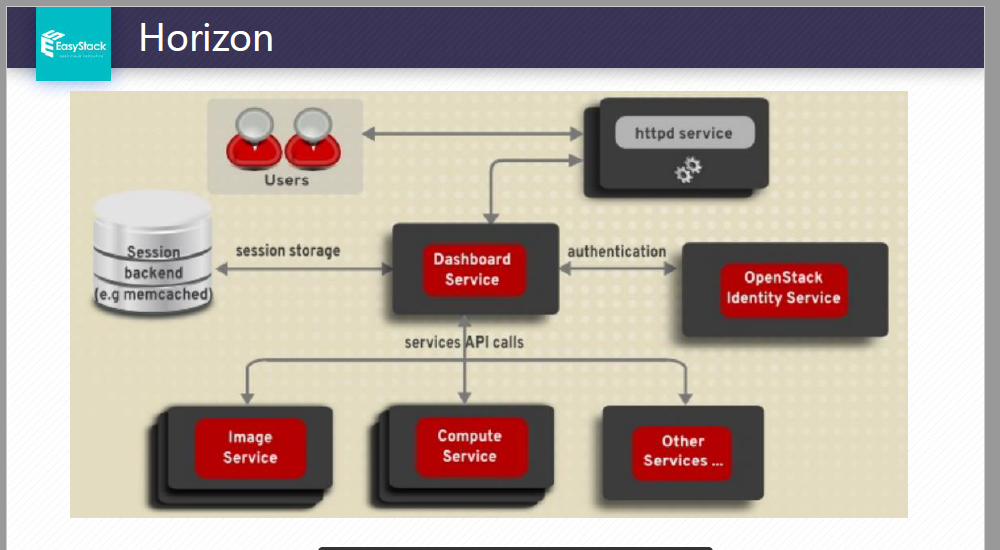 EasyStack
Horizon
Users
httpd service
Session
backend
(e.g memcached)
session storage
Dashboard
Service
authentication
OpenStack
Identity Service
services API calls
Image
Service
Compute
Service
Other
Services ...